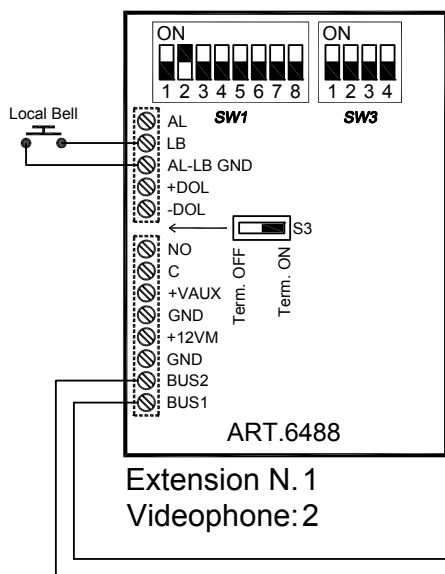 ON
1 2 3 4 5 6 7 8
SW1
ON
1 2 3 4
SW3
Local Bell
AL
LB
AL-LB GND
+DOL
-DOL
S3
Term. OFF
Term. ON
NO
C
+VAUX
GND
+12VM
GND
BUS2
BUS1
ART.6488
Extension N. 1
Videophone: 2